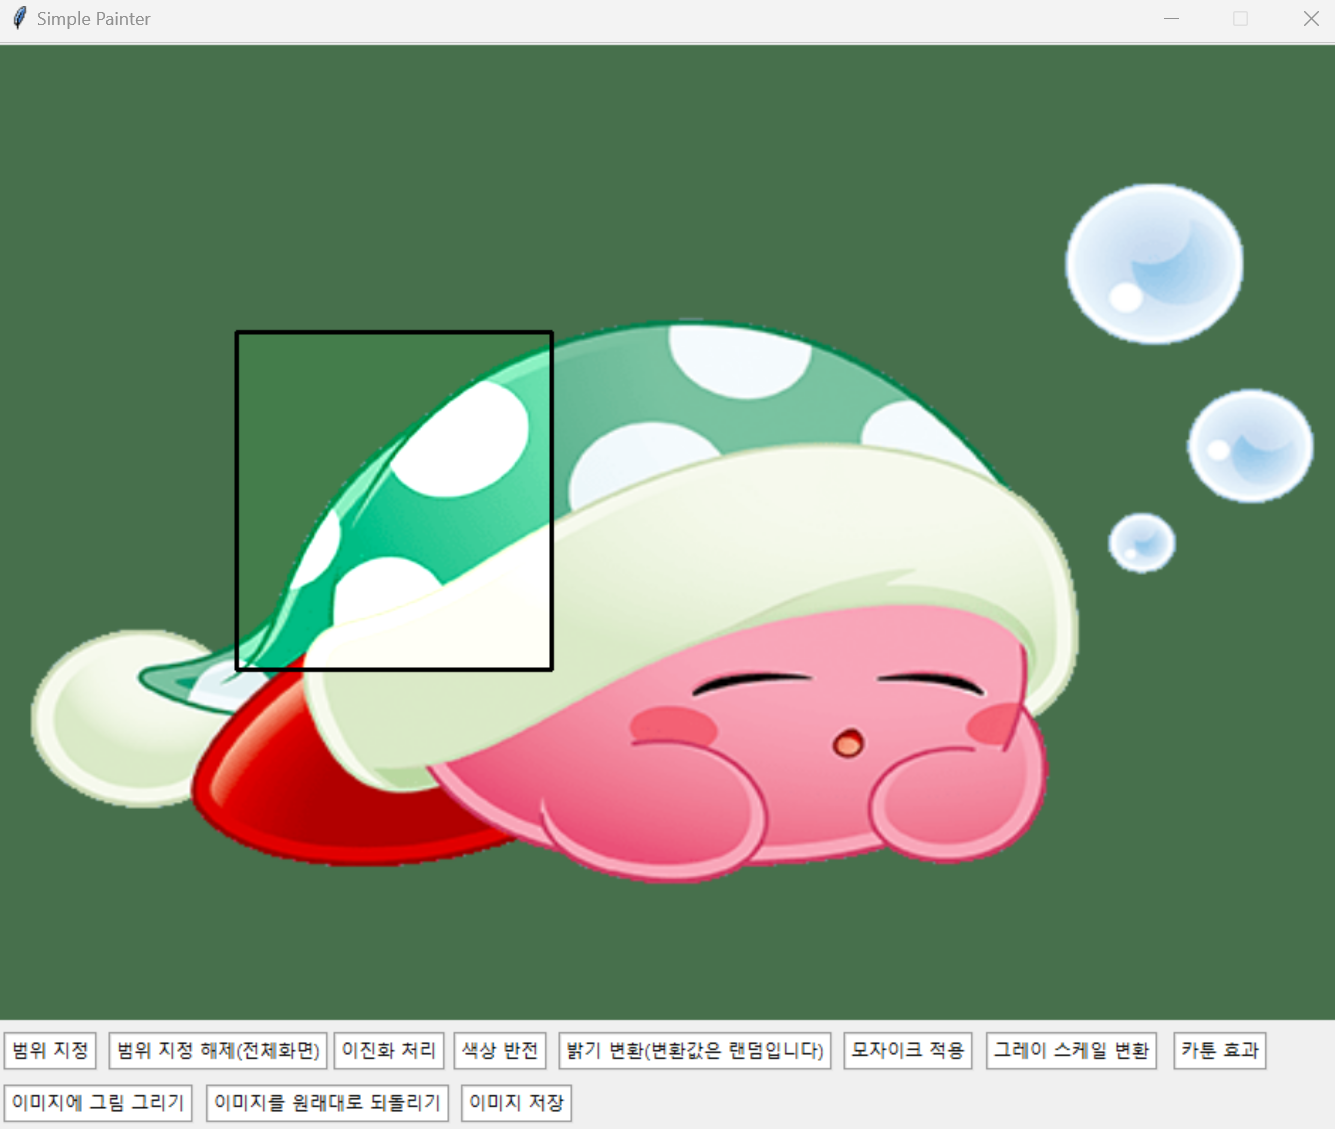 Simple Painter
범위 지정 범위 지정 해제(전체화면) 이진화 처리 색상 반전 밝기 변환(변환값은 랜덤입니다) 모자이크 적용 그레이 스케일 변환 카툰 효과
이미지에 그림 그리기 이미지를 원래대로 되돌리기 이미지 저장